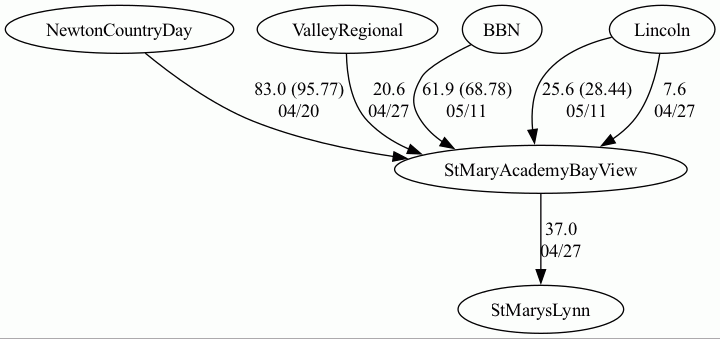 NewtonCountryDay
ValleyRegional
BBN
Lincoln
83.0 (95.77)
04/20
20.6
04/27
61.9 (68.78)
05/11
25.6 (28.44)
05/11
7.6
04/27
StMaryAcademyBayView
37.0
04/27
StMarysLynn